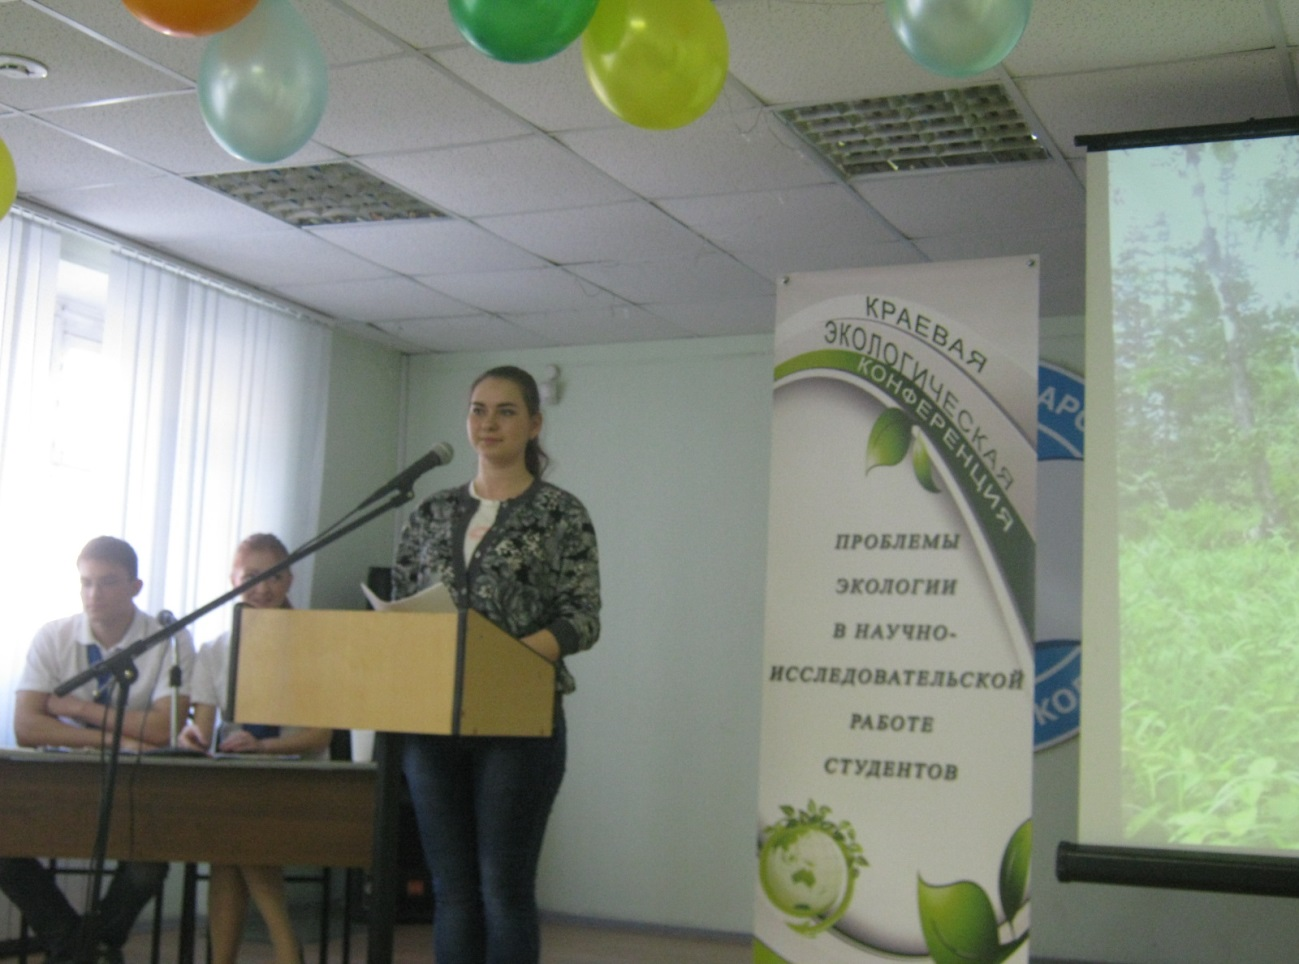 КРАЕВАЯ
ЭКОЛОГИЧЕСКАЯ
КОНФЕРЕНЦИЯ
ПРОБЛЕМЫ
ЭКОЛОГИИ
В НАУЧНО-
ИССЛЕДОВАТЕЛЬСКОЙ
РАБОТЕ
СТУДЕНТОВ